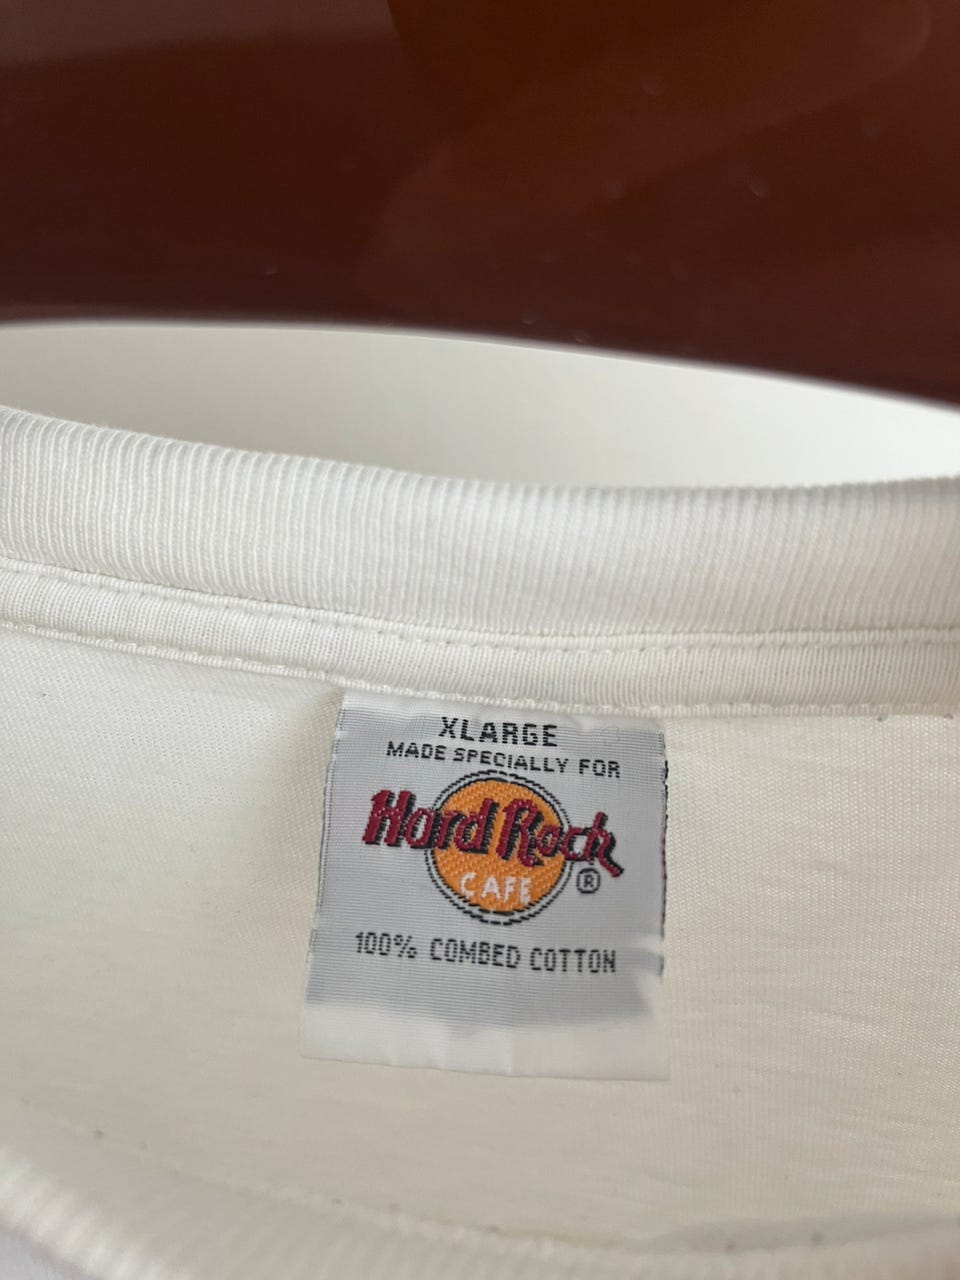 XLARGE
MADE SPECIALLY FOR
Hard Rock
CAFE ®
100% COMBED COTTON